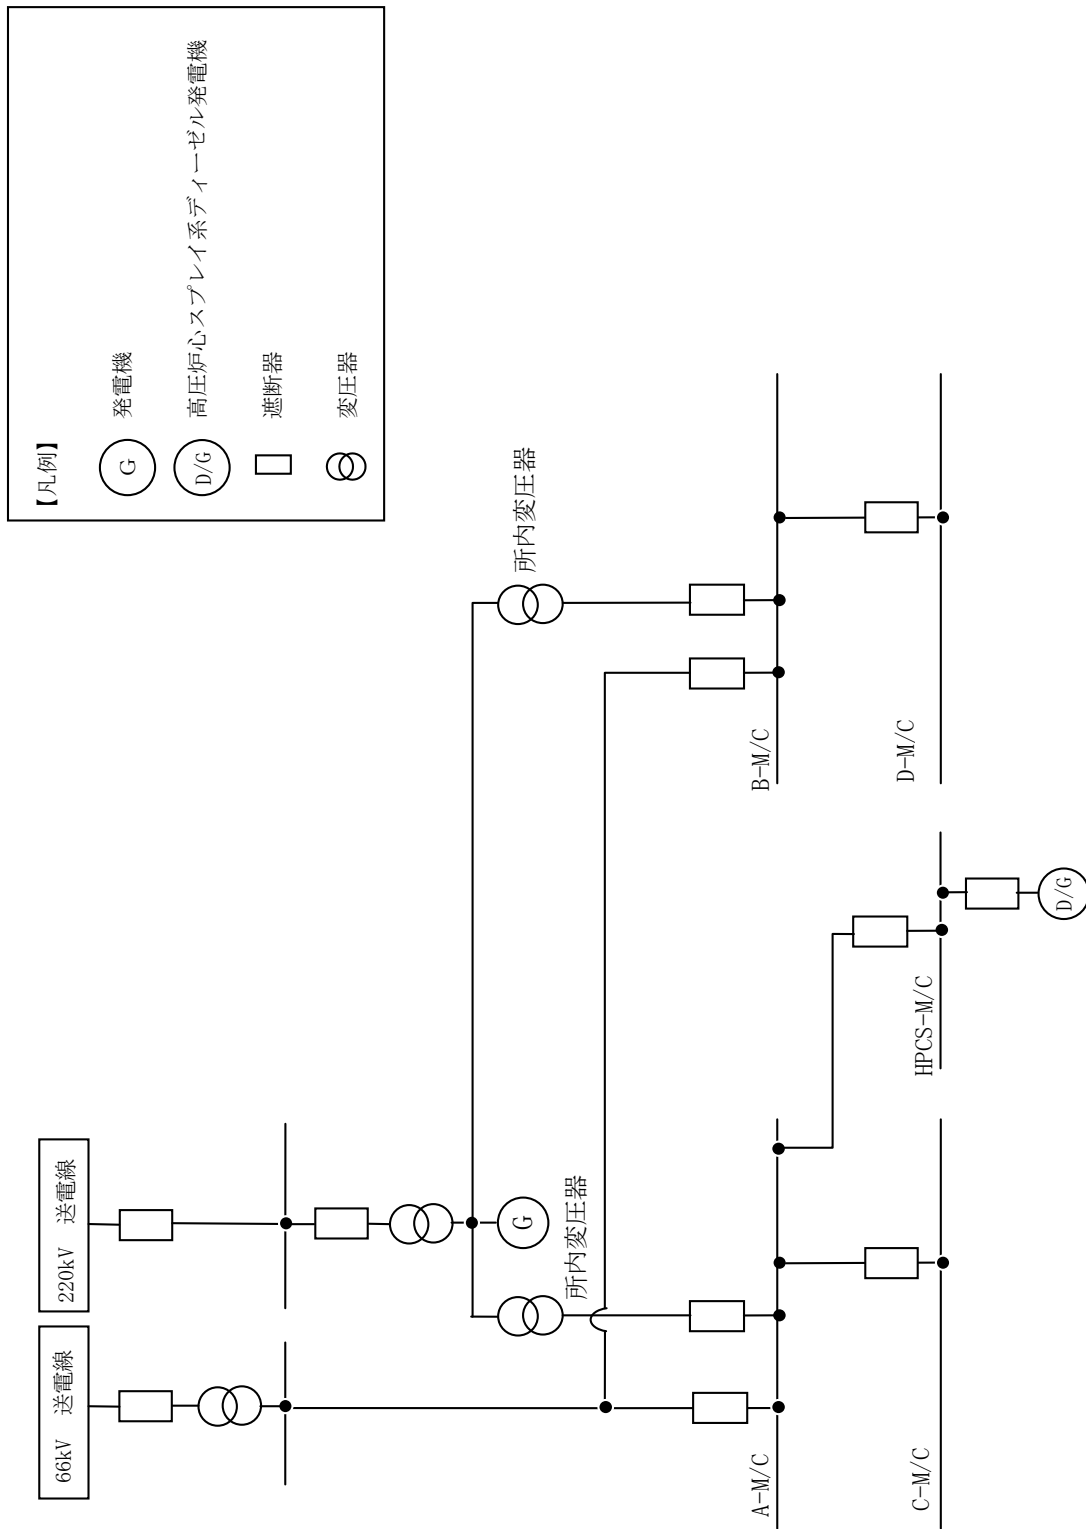 【凡例】
G 発電機
D/G 高圧炉心スプレイ系ディーゼル発電機
遮断器
変圧器
66kV 送電線
220kV 送電線
G
所内変圧器
所内変圧器
A-M/C
B-M/C
C-M/C
HPCS-M/C
D-M/C
D/G